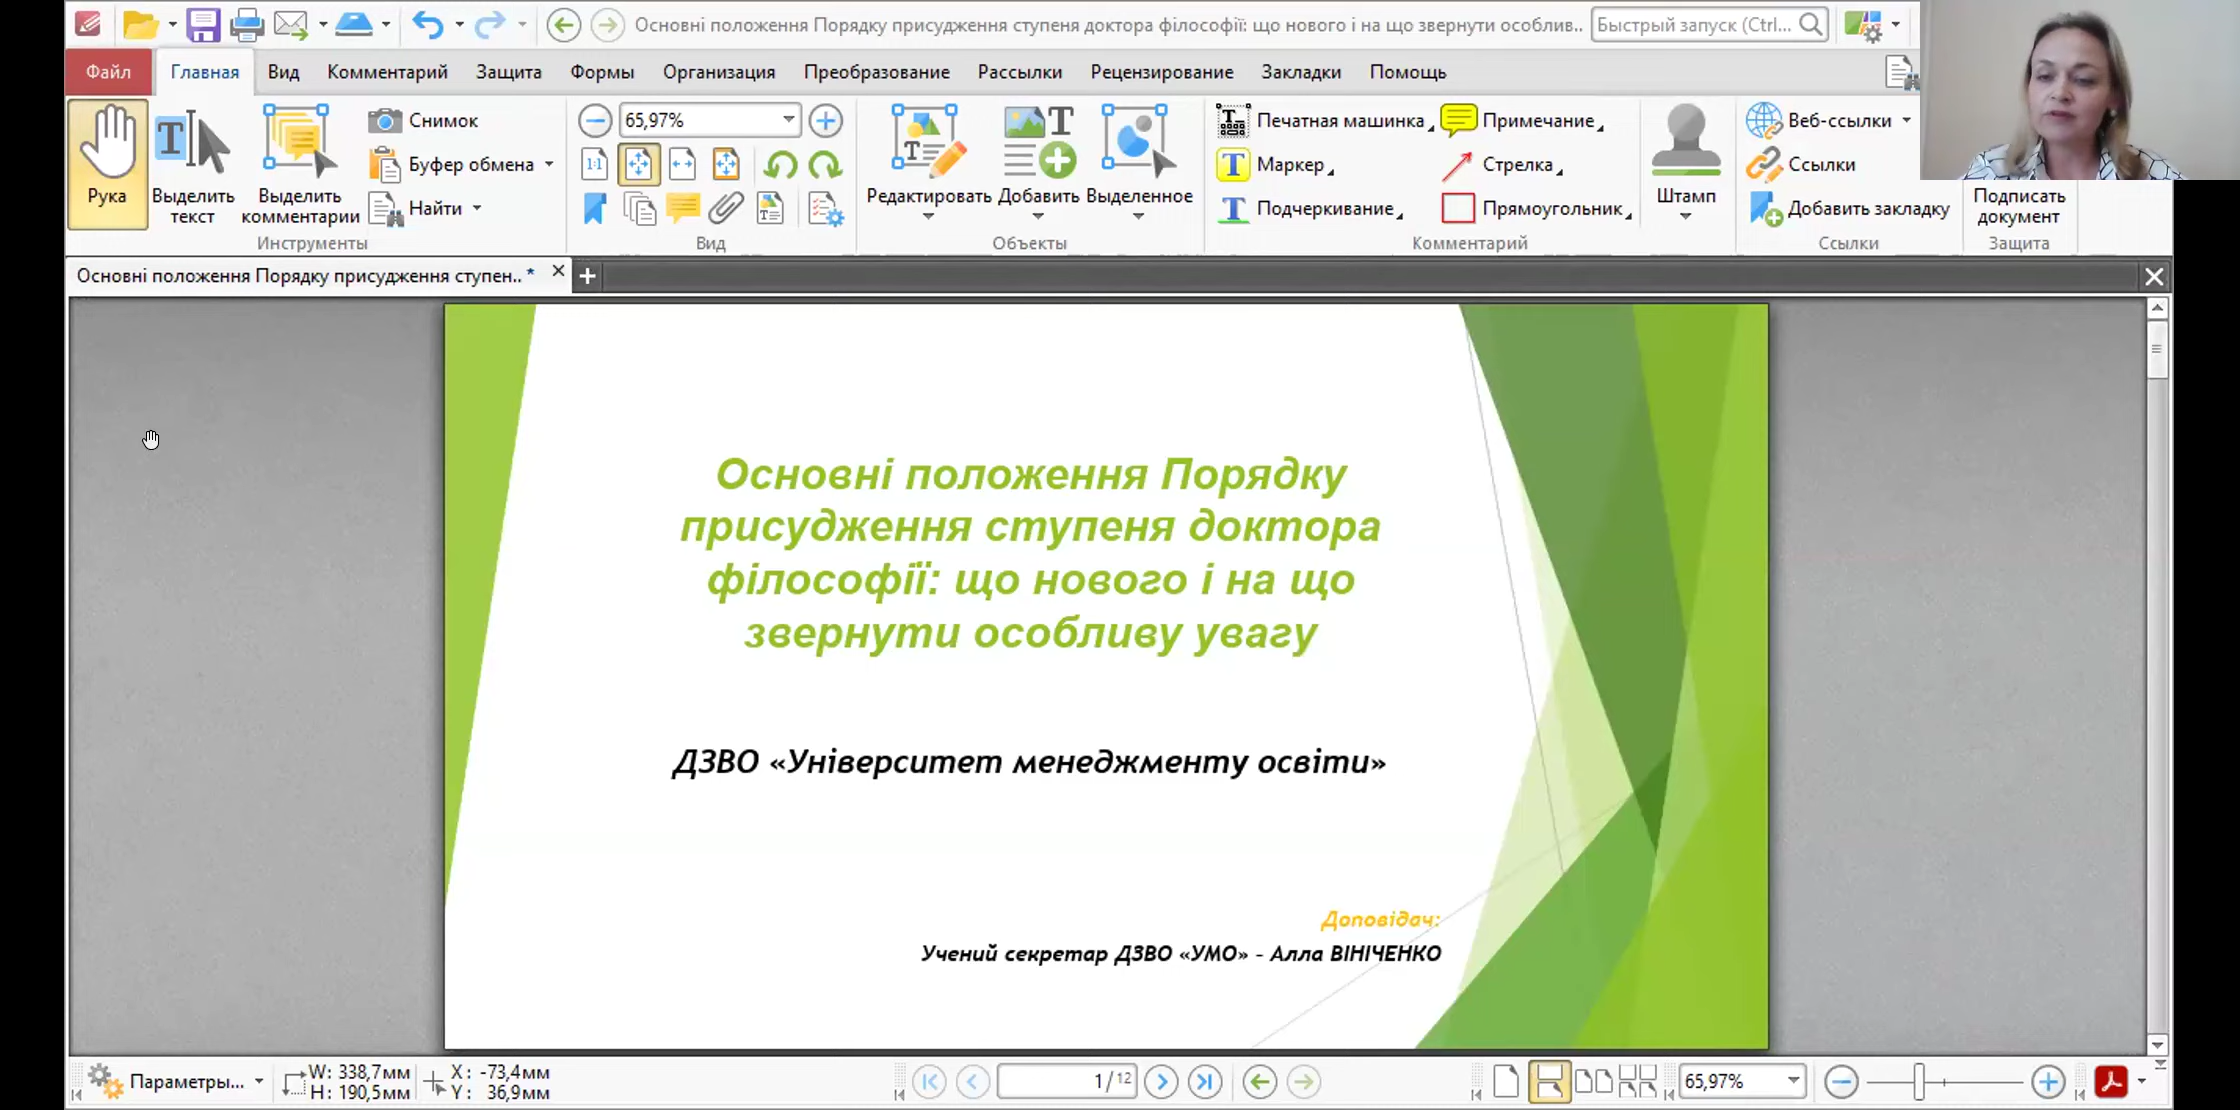 Основні положення Порядку присудження ступеня доктора філософії: що нового і на що звернути особлив..
Быстрый запуск (Ctrl...
Файл
Главная
Вид
Комментарий
Защита
Формы
Организация
Преобразование
Рассылки
Рецензирование
Закладки
Помощь
Рука
Выделить текст
Выделить комментарии
Снимок
Буфер обмена
Найти
Инструменты
65,97%
1:1
Вид
Редактировать
Добавить
Выделенное
Объекты
Печатная машинка
Маркер
Подчеркивание
Примечание
Стрелка
Прямоугольник
Штамп
Комментарий
Веб-ссылки
Ссылки
Добавить закладку
Ссылки
Подписать документ
Защита
Основні положення Порядку присудження ступен.. *
Основні положення Порядку
присудження ступеня доктора
філософії: що нового і на що
звернути особливу увагу
ДЗВО «Університет менеджменту освіти»
Доповідач:
Учений секретар ДЗВО «УМО» – Алла ВІНІЧЕНКО
Параметры...
W: 338,7мм
H: 190,5мм
X: -73,4мм
Y: 36,9мм
1/12
65,97%